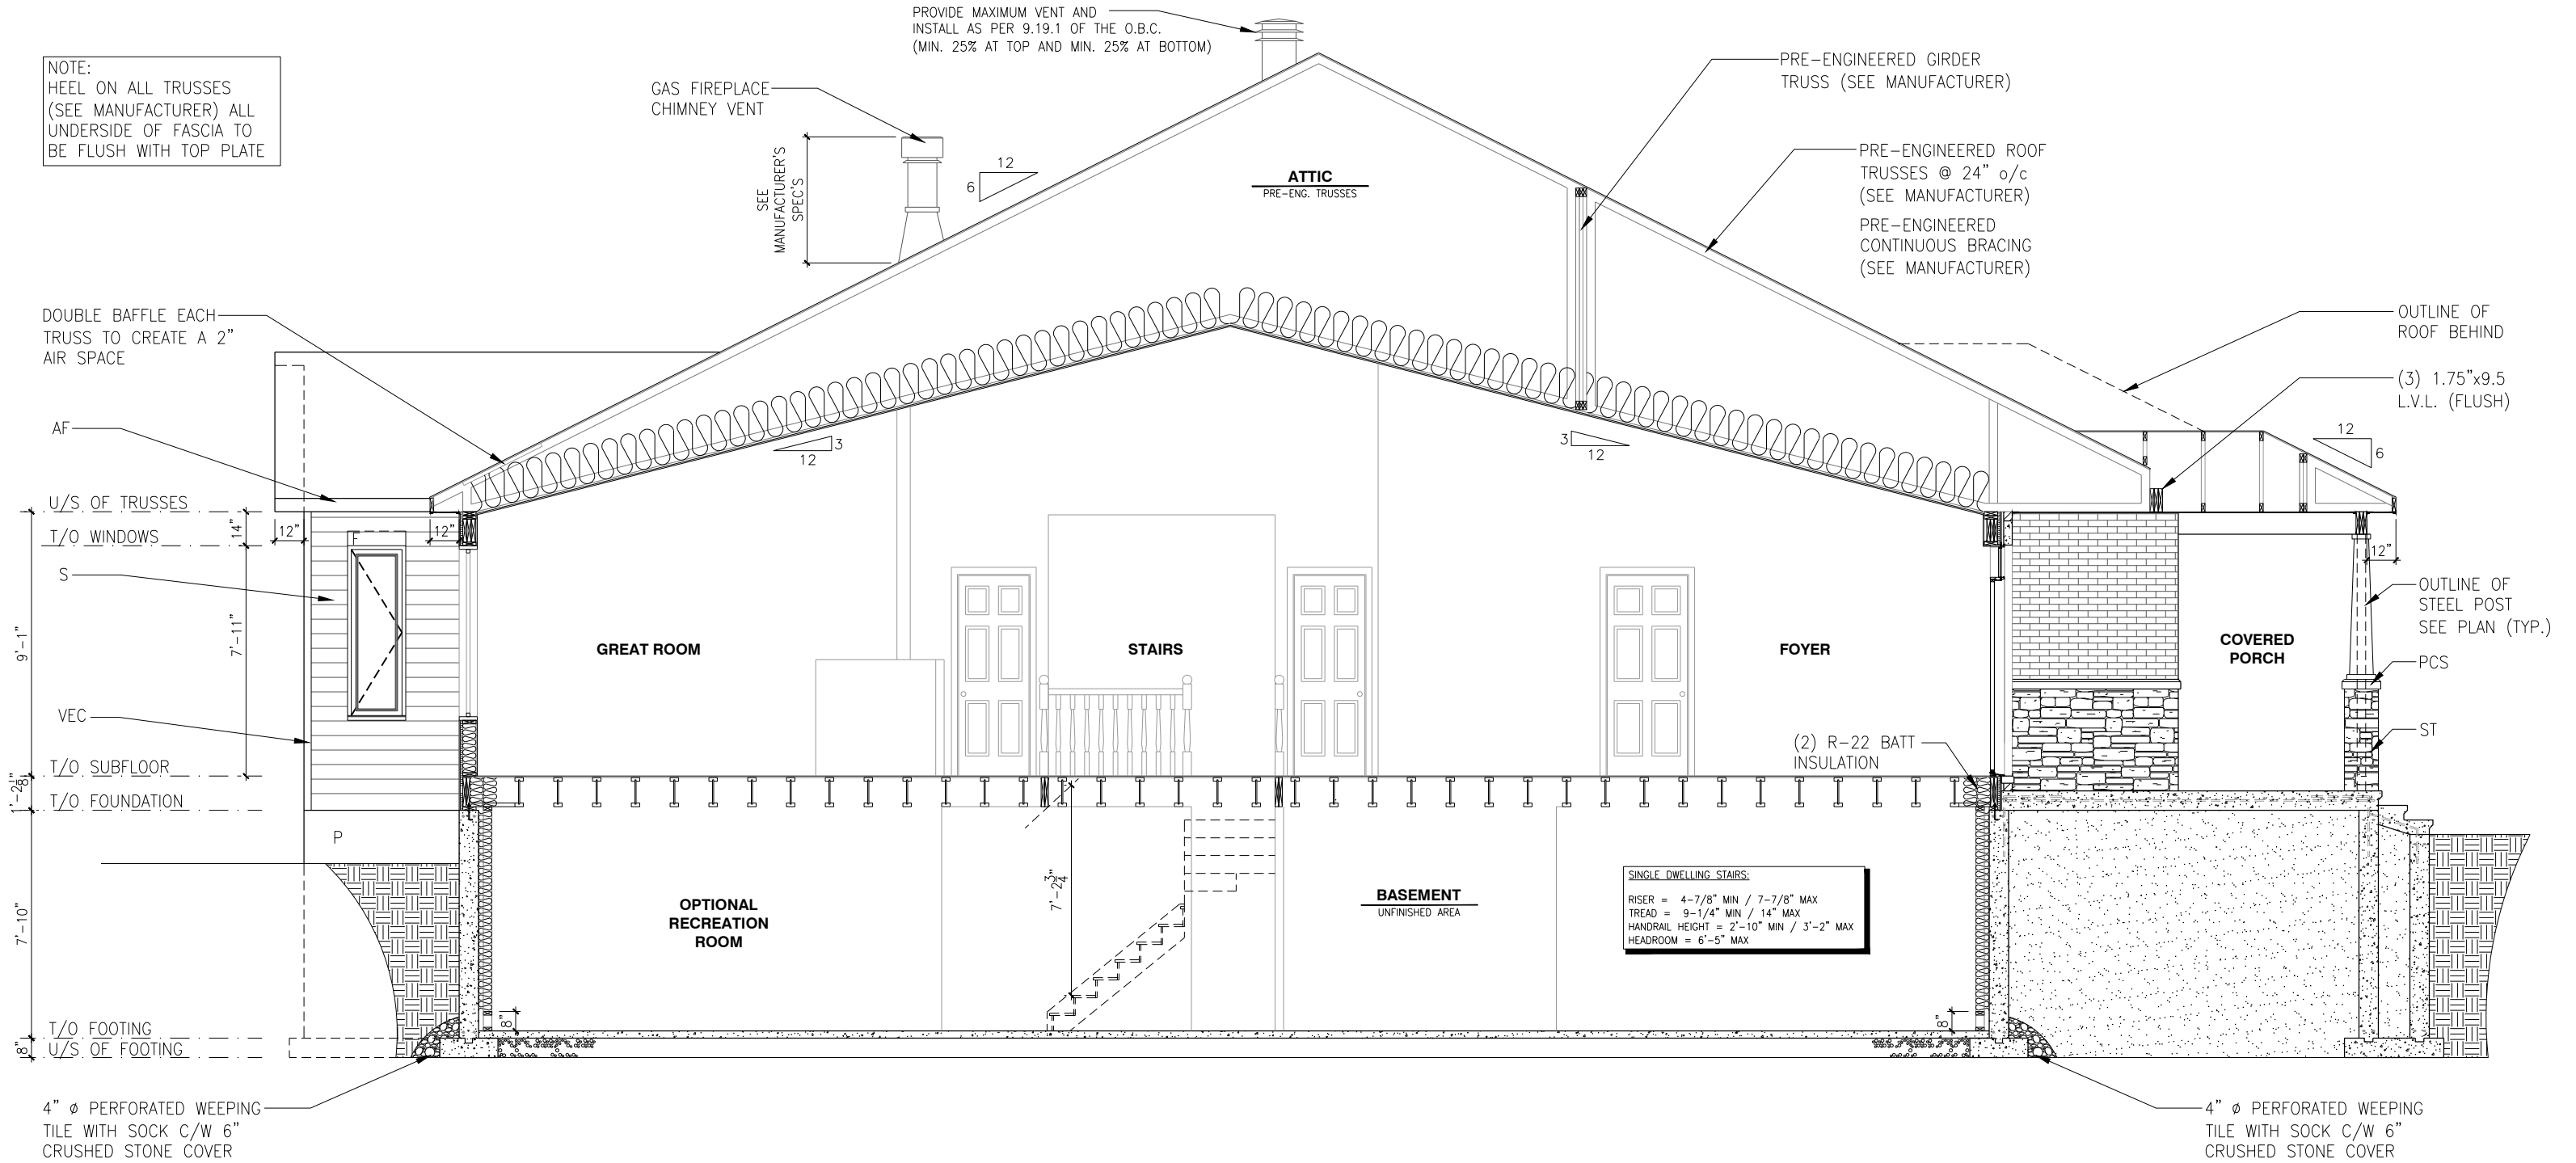 PROVIDE MAXIMUM VENT AND
INSTALL AS PER 9.19.1 OF THE O.B.C.
(MIN. 25% AT TOP AND MIN. 25% AT BOTTOM)
NOTE:
HEEL ON ALL TRUSSES
(SEE MANUFACTURER) ALL
UNDERSIDE OF FASCIA TO
BE FLUSH WITH TOP PLATE
GAS FIREPLACE
CHIMNEY VENT
SEE
MANUFACTURER'S
SPEC'S
12
6
ATTIC
PRE-ENG. TRUSSES
PRE-ENGINEERED GIRDER
TRUSS (SEE MANUFACTURER)
PRE-ENGINEERED ROOF
TRUSSES @ 24" o/c
(SEE MANUFACTURER)
PRE-ENGINEERED
CONTINUOUS BRACING
(SEE MANUFACTURER)
DOUBLE BAFFLE EACH
TRUSS TO CREATE A 2"
AIR SPACE
OUTLINE OF
ROOF BEHIND
(3) 1.75"x9.5
L.V.L. (FLUSH)
AF
3
12
3
12
12
6
U/S OF TRUSSES
14"
12"
12"
T/O WINDOWS
F
12"
S
OUTLINE OF
STEEL POST
SEE PLAN (TYP.)
9'-1"
7'-11"
GREAT ROOM
STAIRS
FOYER
COVERED
PORCH
PCS
VEC
ST
(2) R-22 BATT
INSULATION
T/O SUBFLOOR
1'-2 1/8"
T/O FOUNDATION
P
7'-10"
7'-2 3/4"
OPTIONAL
RECREATION
ROOM
BASEMENT
UNFINISHED AREA
SINGLE DWELLING STAIRS:
RISER = 4-7/8" MIN / 7-7/8" MAX
TREAD = 9-1/4" MIN / 14" MAX
HANDRAIL HEIGHT = 2'-10" MIN / 3'-2" MAX
HEADROOM = 6'-5" MAX
8"
8"
T/O FOOTING
8"
U/S OF FOOTING
4" ø PERFORATED WEEPING
TILE WITH SOCK C/W 6"
CRUSHED STONE COVER
4" ø PERFORATED WEEPING
TILE WITH SOCK C/W 6"
CRUSHED STONE COVER